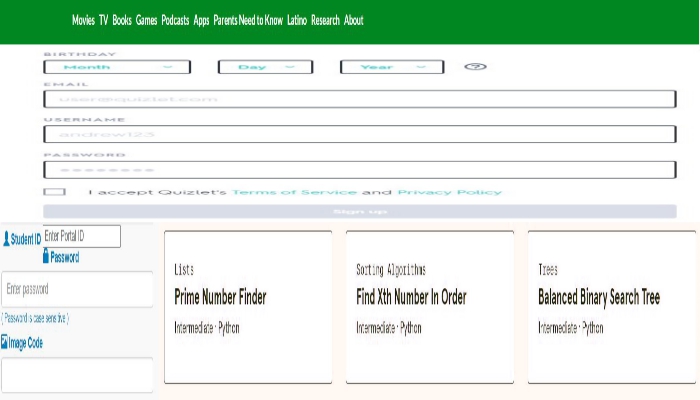 Movies TV Books Games Podcasts Apps Parents Need to Know Latino Research About
BIRTHDAY
Month Day Year ?
EMAIL
user@quizlet.com
USERNAME
andrew123
PASSWORD
••••••••
I accept Quizlet's Terms of Service and Privacy Policy
Sign up
Student ID Enter Portal ID
Password
Enter password
( Password is case sensitive )
Image Code
Lists
Prime Number Finder
Intermediate · Python
Sorting Algorithms
Find Xth Number In Order
Intermediate · Python
Trees
Balanced Binary Search Tree
Intermediate · Python